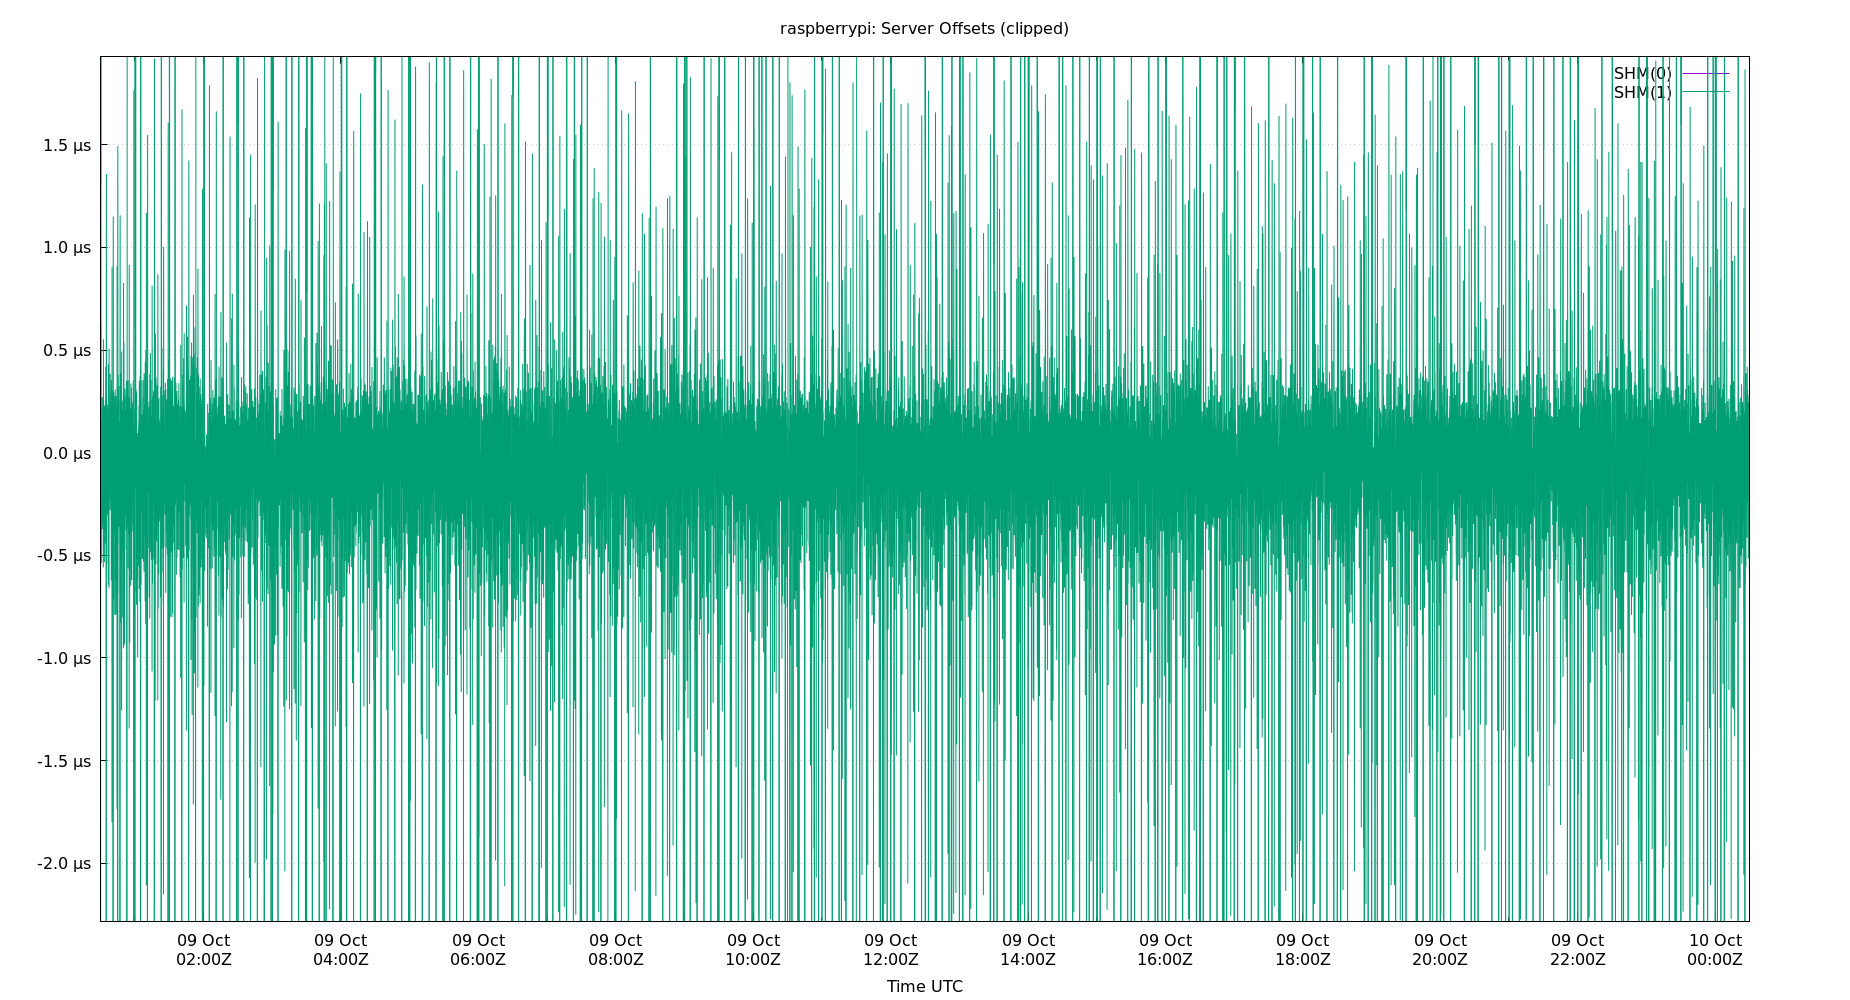 raspberrypi: Server Offsets (clipped)
SHM(0)
SHM(1)
1.5 µs
1.0 µs
0.5 µs
0.0 µs
-0.5 µs
-1.0 µs
-1.5 µs
-2.0 µs
09 Oct 09 Oct 09 Oct 09 Oct 09 Oct 09 Oct 09 Oct 09 Oct 09 Oct 09 Oct 09 Oct 10 Oct
02:00Z 04:00Z 06:00Z 08:00Z 10:00Z 12:00Z 14:00Z 16:00Z 18:00Z 20:00Z 22:00Z 00:00Z
Time UTC